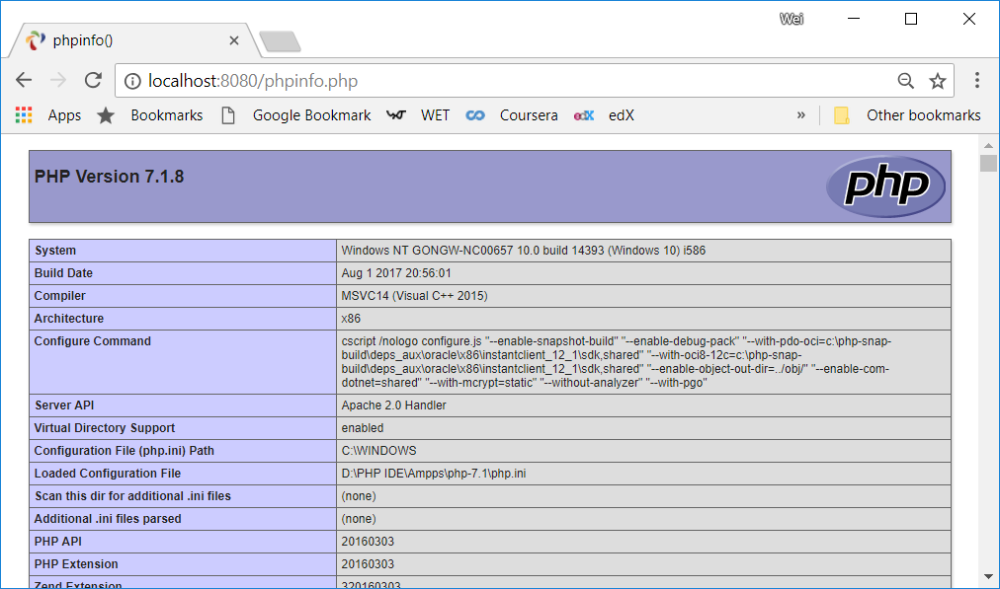 Wei
phpinfo()
localhost:8080/phpinfo.php
Apps Bookmarks Google Bookmark WET Coursera edX edX » Other bookmarks
PHP Version 7.1.8 php
System Windows NT GONGW-NC00657 10.0 build 14393 (Windows 10) i586
Build Date Aug 1 2017 20:56:01
Compiler MSVC14 (Visual C++ 2015)
Architecture x86
Configure Command cscript /nologo configure.js "--enable-snapshot-build" "--enable-debug-pack" "--with-pdo-oci=c:\php-snap-
build\deps_aux\oracle\x86\instantclient_12_1\sdk,shared" "--with-oci8-12c=c:\php-snap-
build\deps_aux\oracle\x86\instantclient_12_1\sdk,shared" "--enable-object-out-dir=../obj/" "--enable-com-
dotnet=shared" "--with-mcrypt=static" "--without-analyzer" "--with-pgo"
Server API Apache 2.0 Handler
Virtual Directory Support enabled
Configuration File (php.ini) Path C:\WINDOWS
Loaded Configuration File D:\PHP IDE\Ampps\php-7.1\php.ini
Scan this dir for additional .ini files (none)
Additional .ini files parsed (none)
PHP API 20160303
PHP Extension 20160303
Zend Extension 320160303